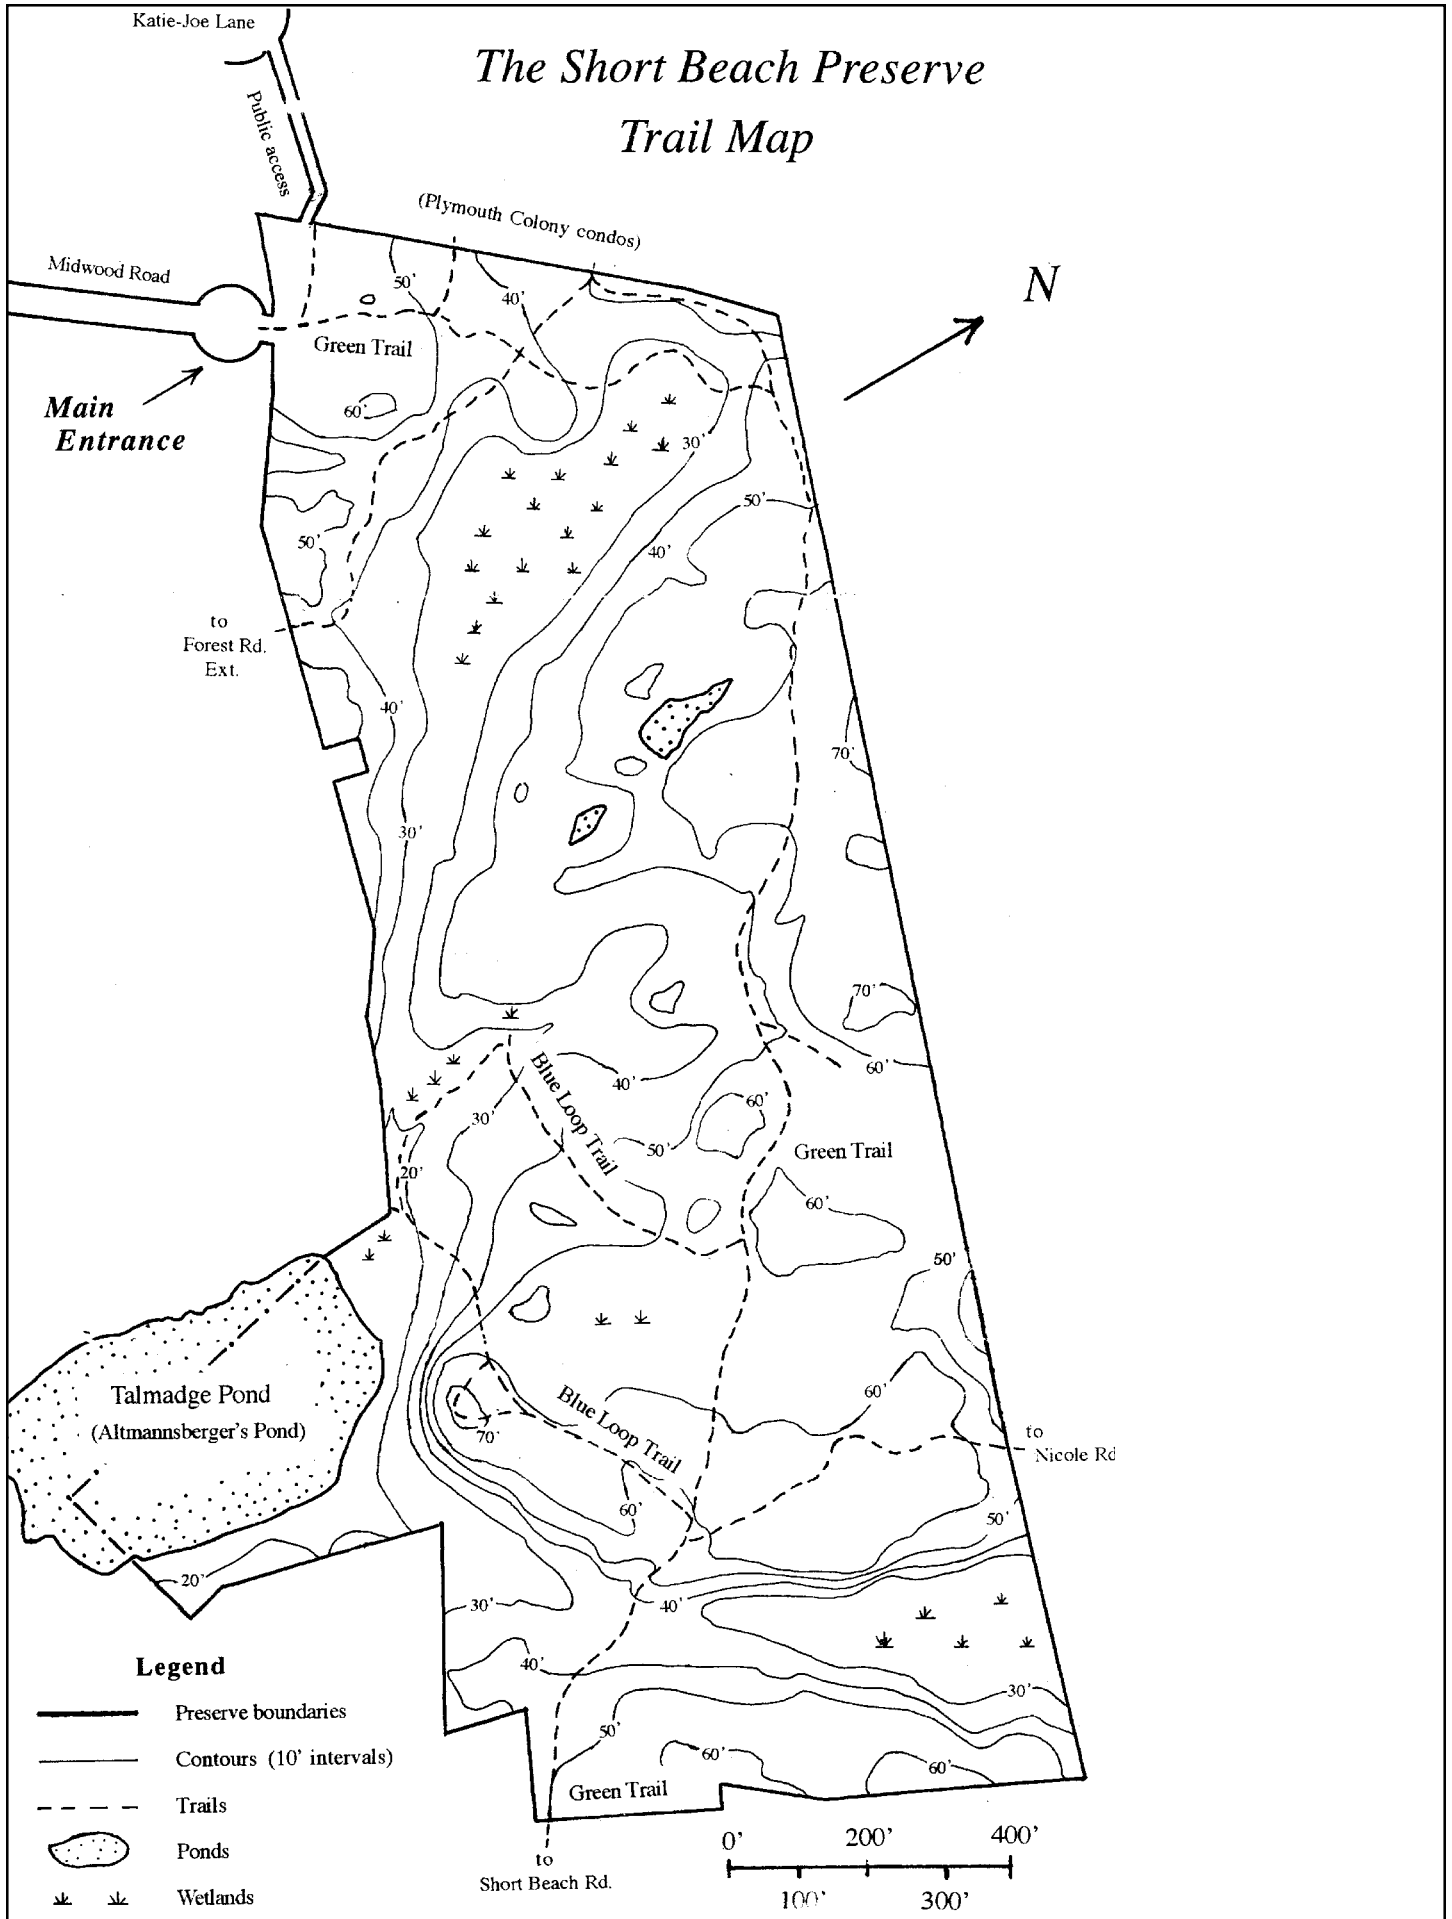 Katie-Joe Lane
The Short Beach Preserve
Trail Map
Public access
(Plymouth Colony condos)
Midwood Road
N
50'
40'
Green Trail
60'
Main
Entrance
30'
50'
50'
40'
to
Forest Rd.
Ext.
40'
70'
30'
70'
60'
Blue Loop Trail
40'
60'
30'
50'
Green Trail
20'
60'
50'
Talmadge Pond
(Altmannsberger's Pond)
60'
Blue Loop Trail
70'
to
Nicole Rd
60'
50'
20'
30'
40'
40'
30'
50'
60'
60'
Green Trail
to
Short Beach Rd.
Legend
Preserve boundaries
Contours (10' intervals)
Trails
Ponds
Wetlands
0' 200' 400'
100' 300'